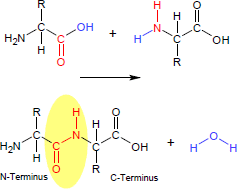 R O H O
H₂N C C OH + N C C OH
H H R
R H O
H₂N C C N C C OH + H O H
H O H R
N-Terminus C-Terminus